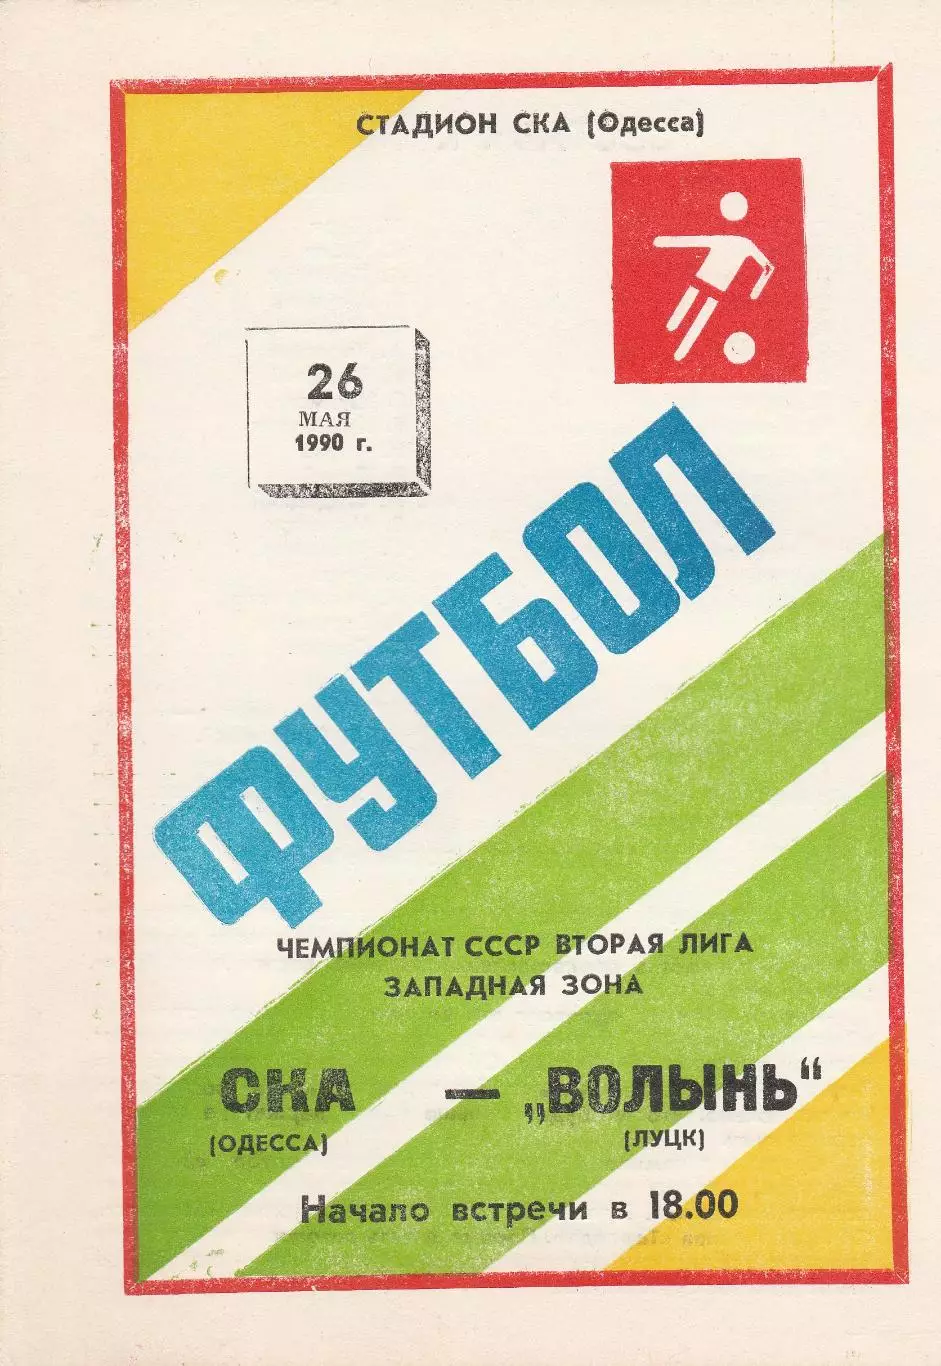 СТАДИОН СКА (Одесса)
26
МАЯ
1990 г.
ФУТБОЛ
ЧЕМПИОНАТ СССР ВТОРАЯ ЛИГА
ЗАПАДНАЯ ЗОНА
СКА — „ВОЛЫНЬ“
(ОДЕССА) (ЛУЦК)
Начало встречи в 18.00